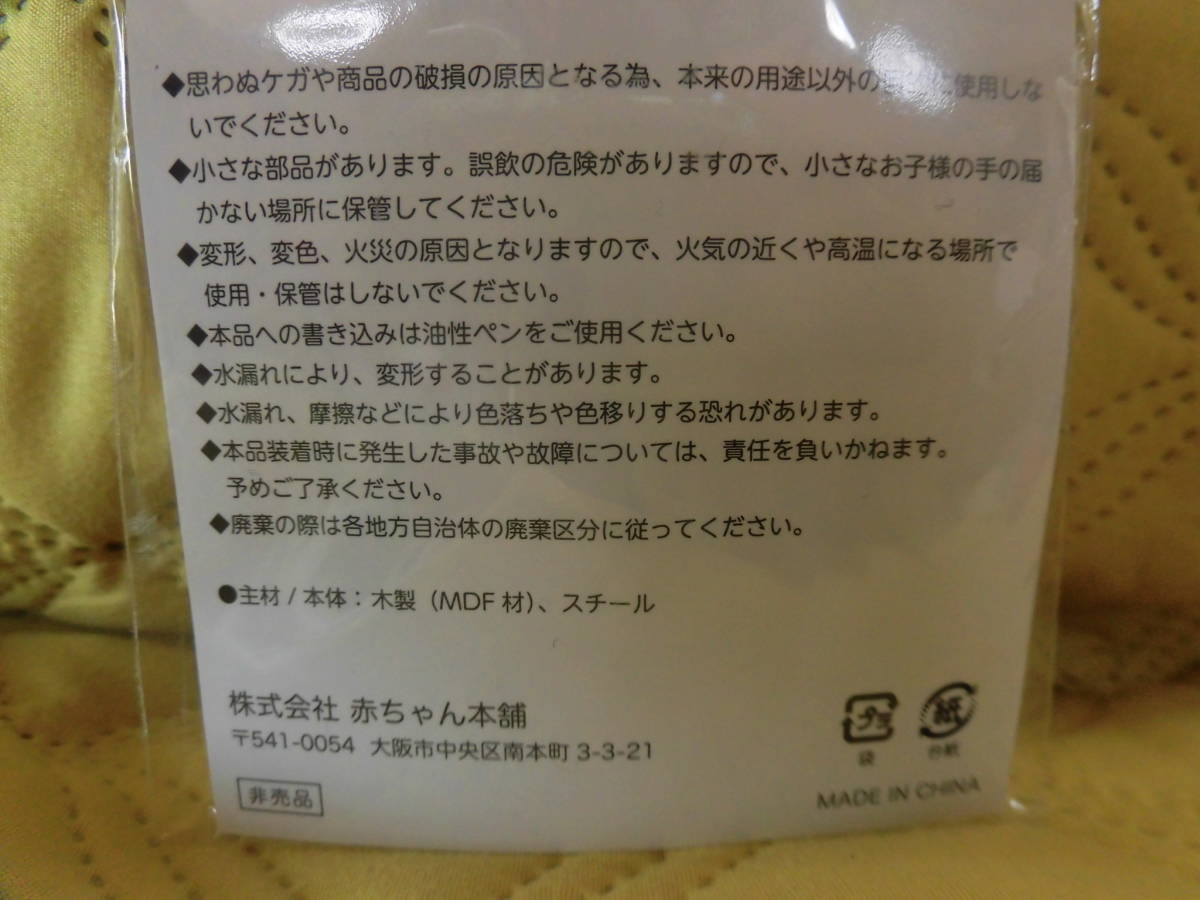 ◆思わぬケガや商品の破損の原因となる為、本来の用途以外の目的に使用しな
いでください。
◆小さな部品があります。誤飲の危険がありますので、小さなお子様の手の届
かない場所に保管してください。
◆変形、変色、火災の原因となりますので、火気の近くや高温になる場所で
使用・保管はしないでください。
◆本品への書き込みは油性ペンをご使用ください。
◆水漏れにより、変形することがあります。
◆水漏れ、摩擦などにより色落ちや色移りする恐れがあります。
◆本品装着時に発生した事故や故障については、責任を負いかねます。
予めご了承ください。
◆廃棄の際は各地方自治体の廃棄区分に従ってください。
●主材 / 本体：木製（MDF 材）、スチール
株式会社 赤ちゃん本舗
〒541-0054 大阪市中央区南本町 3-3-21
非売品
プラ
袋
紙
台紙
MADE IN CHINA